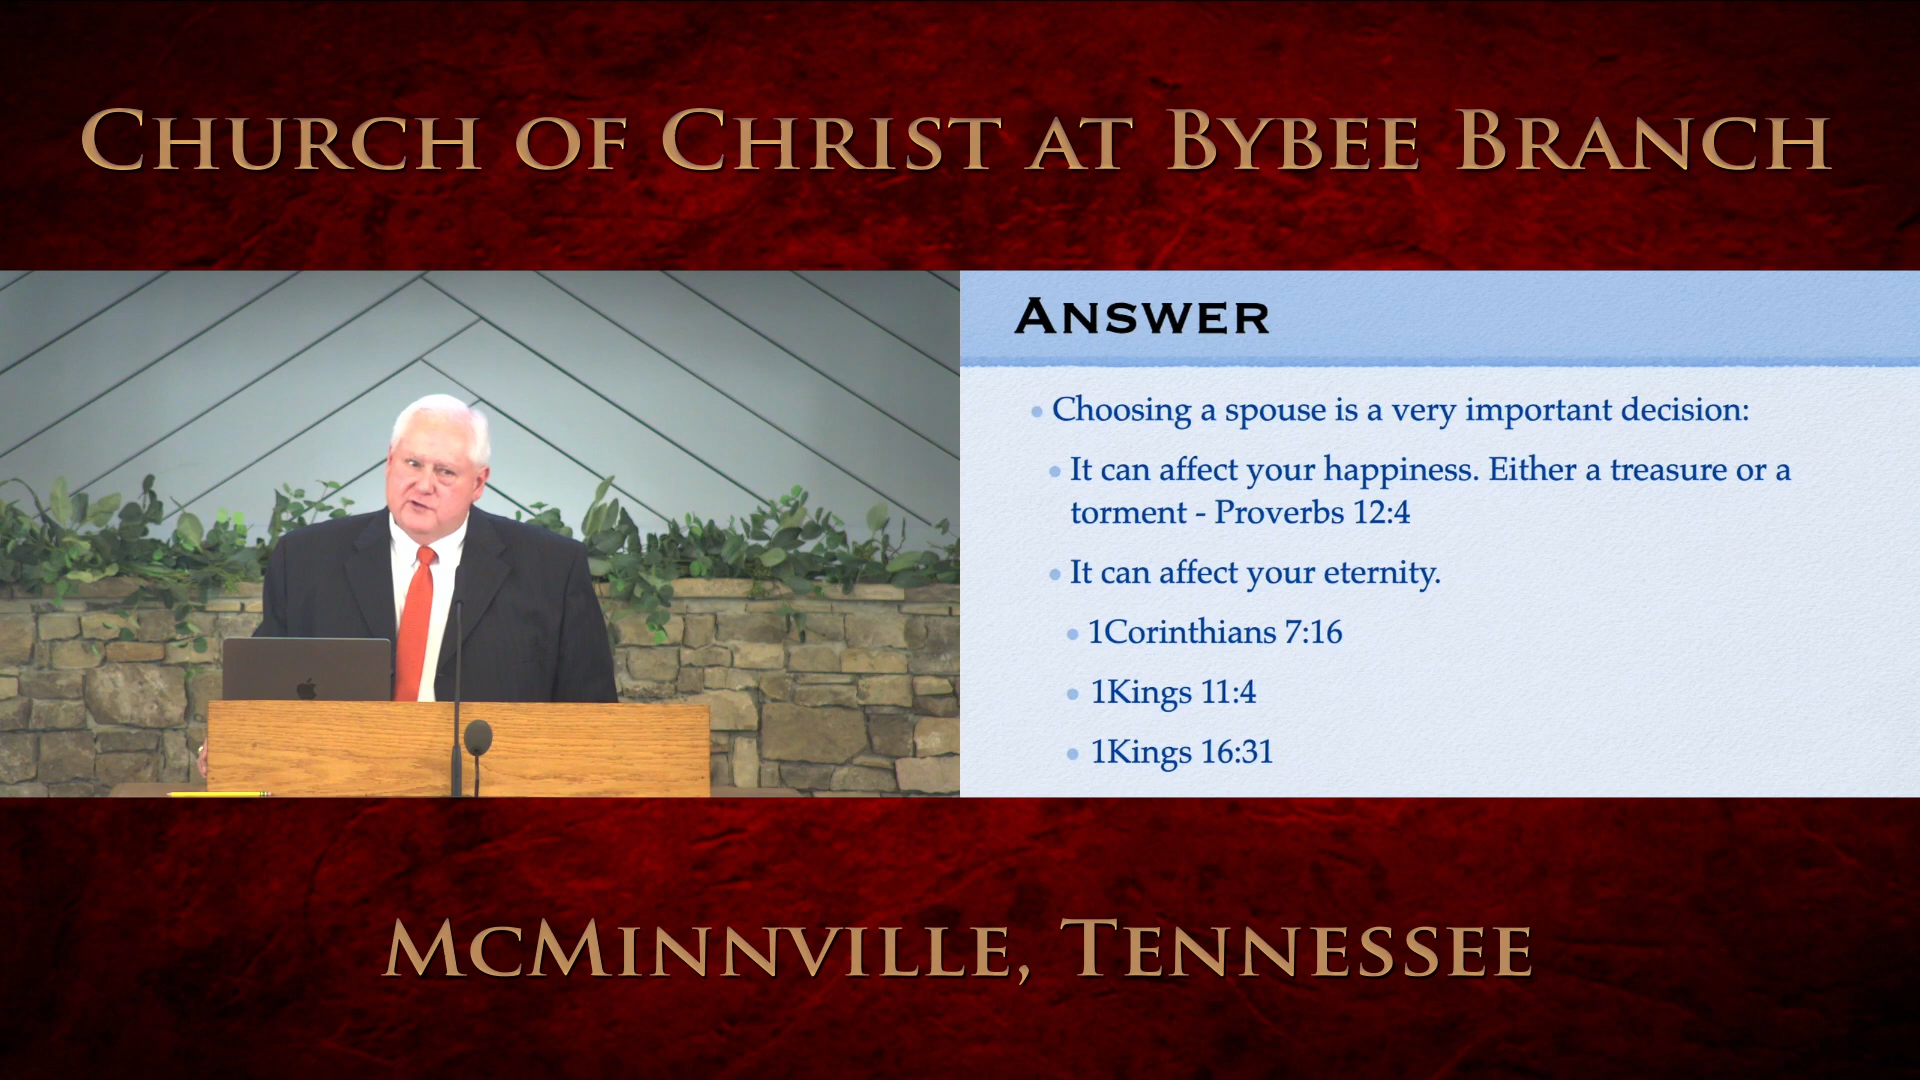 Church of Christ at Bybee Branch
Answer
• Choosing a spouse is a very important decision:
• It can affect your happiness. Either a treasure or a
torment - Proverbs 12:4
• It can affect your eternity.
• 1Corinthians 7:16
• 1Kings 11:4
• 1Kings 16:31
McMinnville, Tennessee